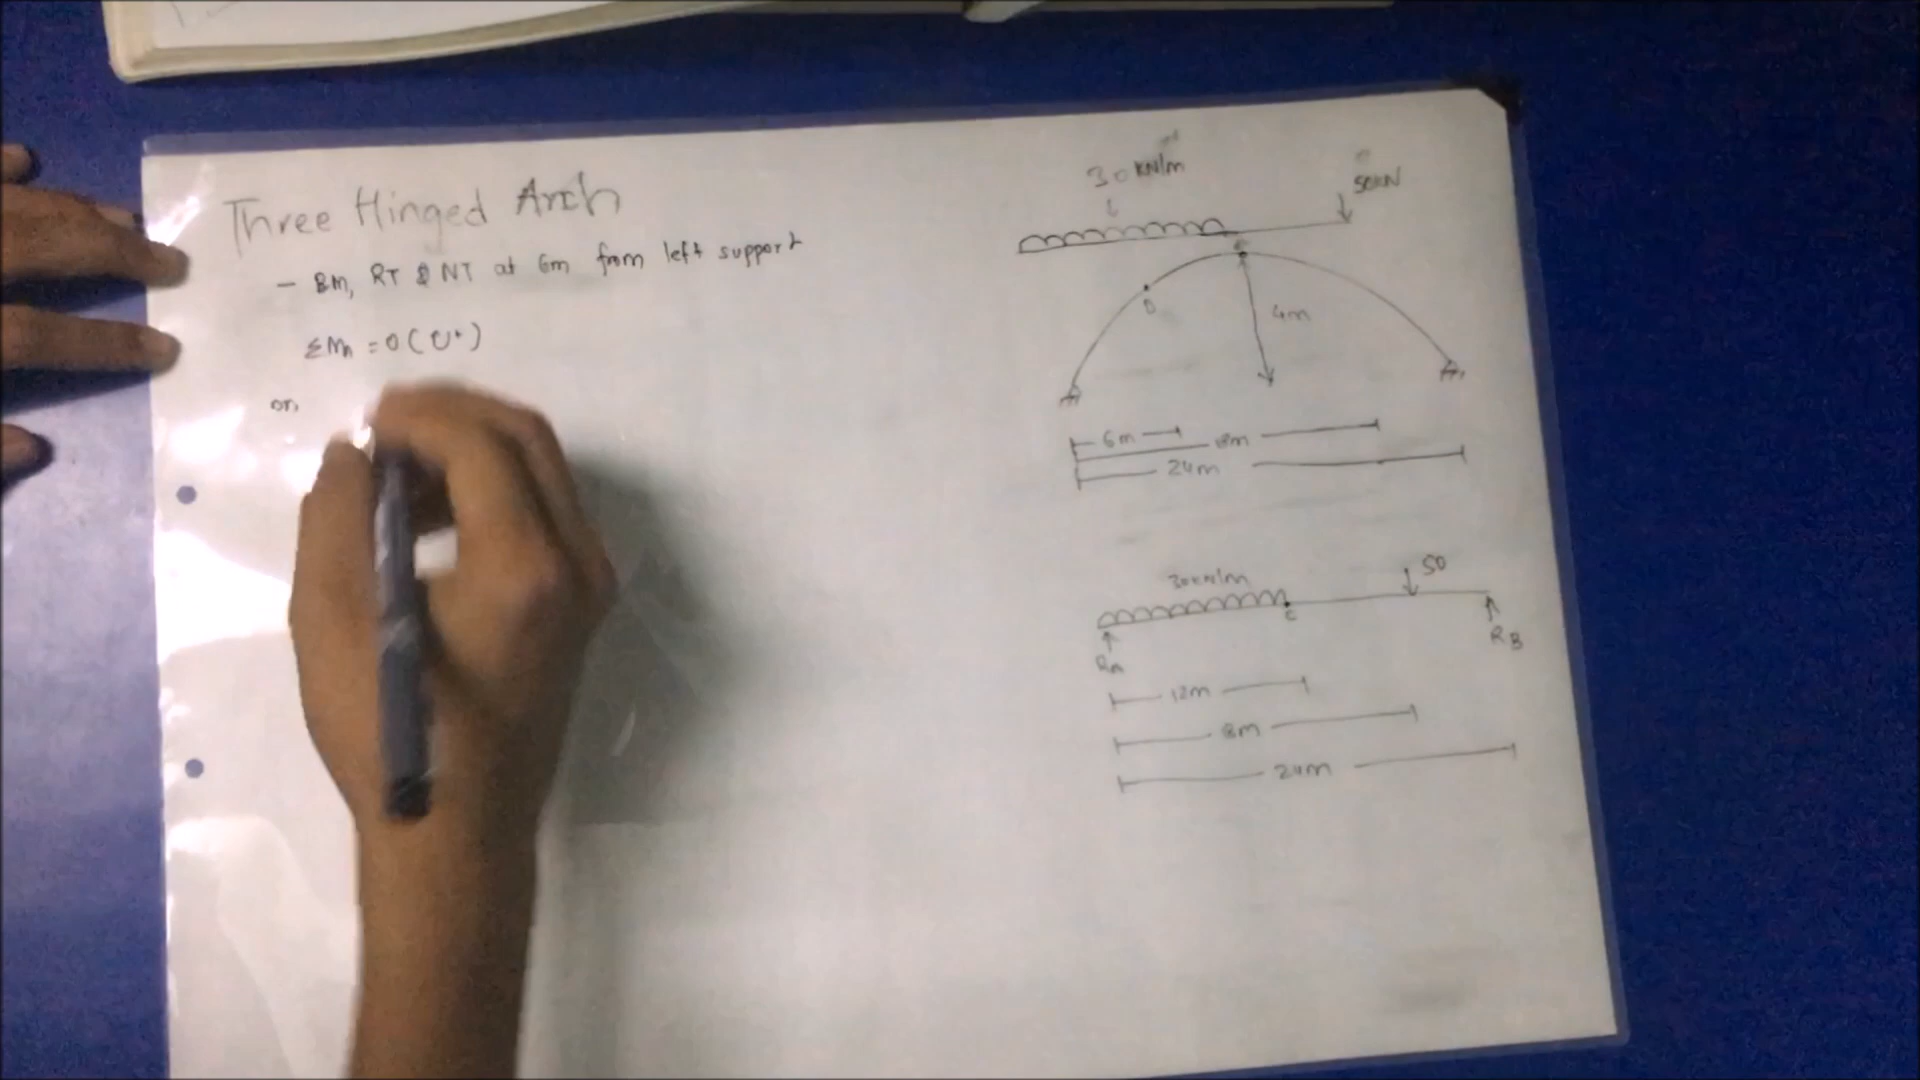 Three Hinged Arch
- BM, RT & NT at 6m from left support
ΣMA = 0 (↻+)
or,
30 kN/m
50kN
C
D
4m
6m
18m
24m
30kN/m
50
C
RA
RB
12m
18m
24m